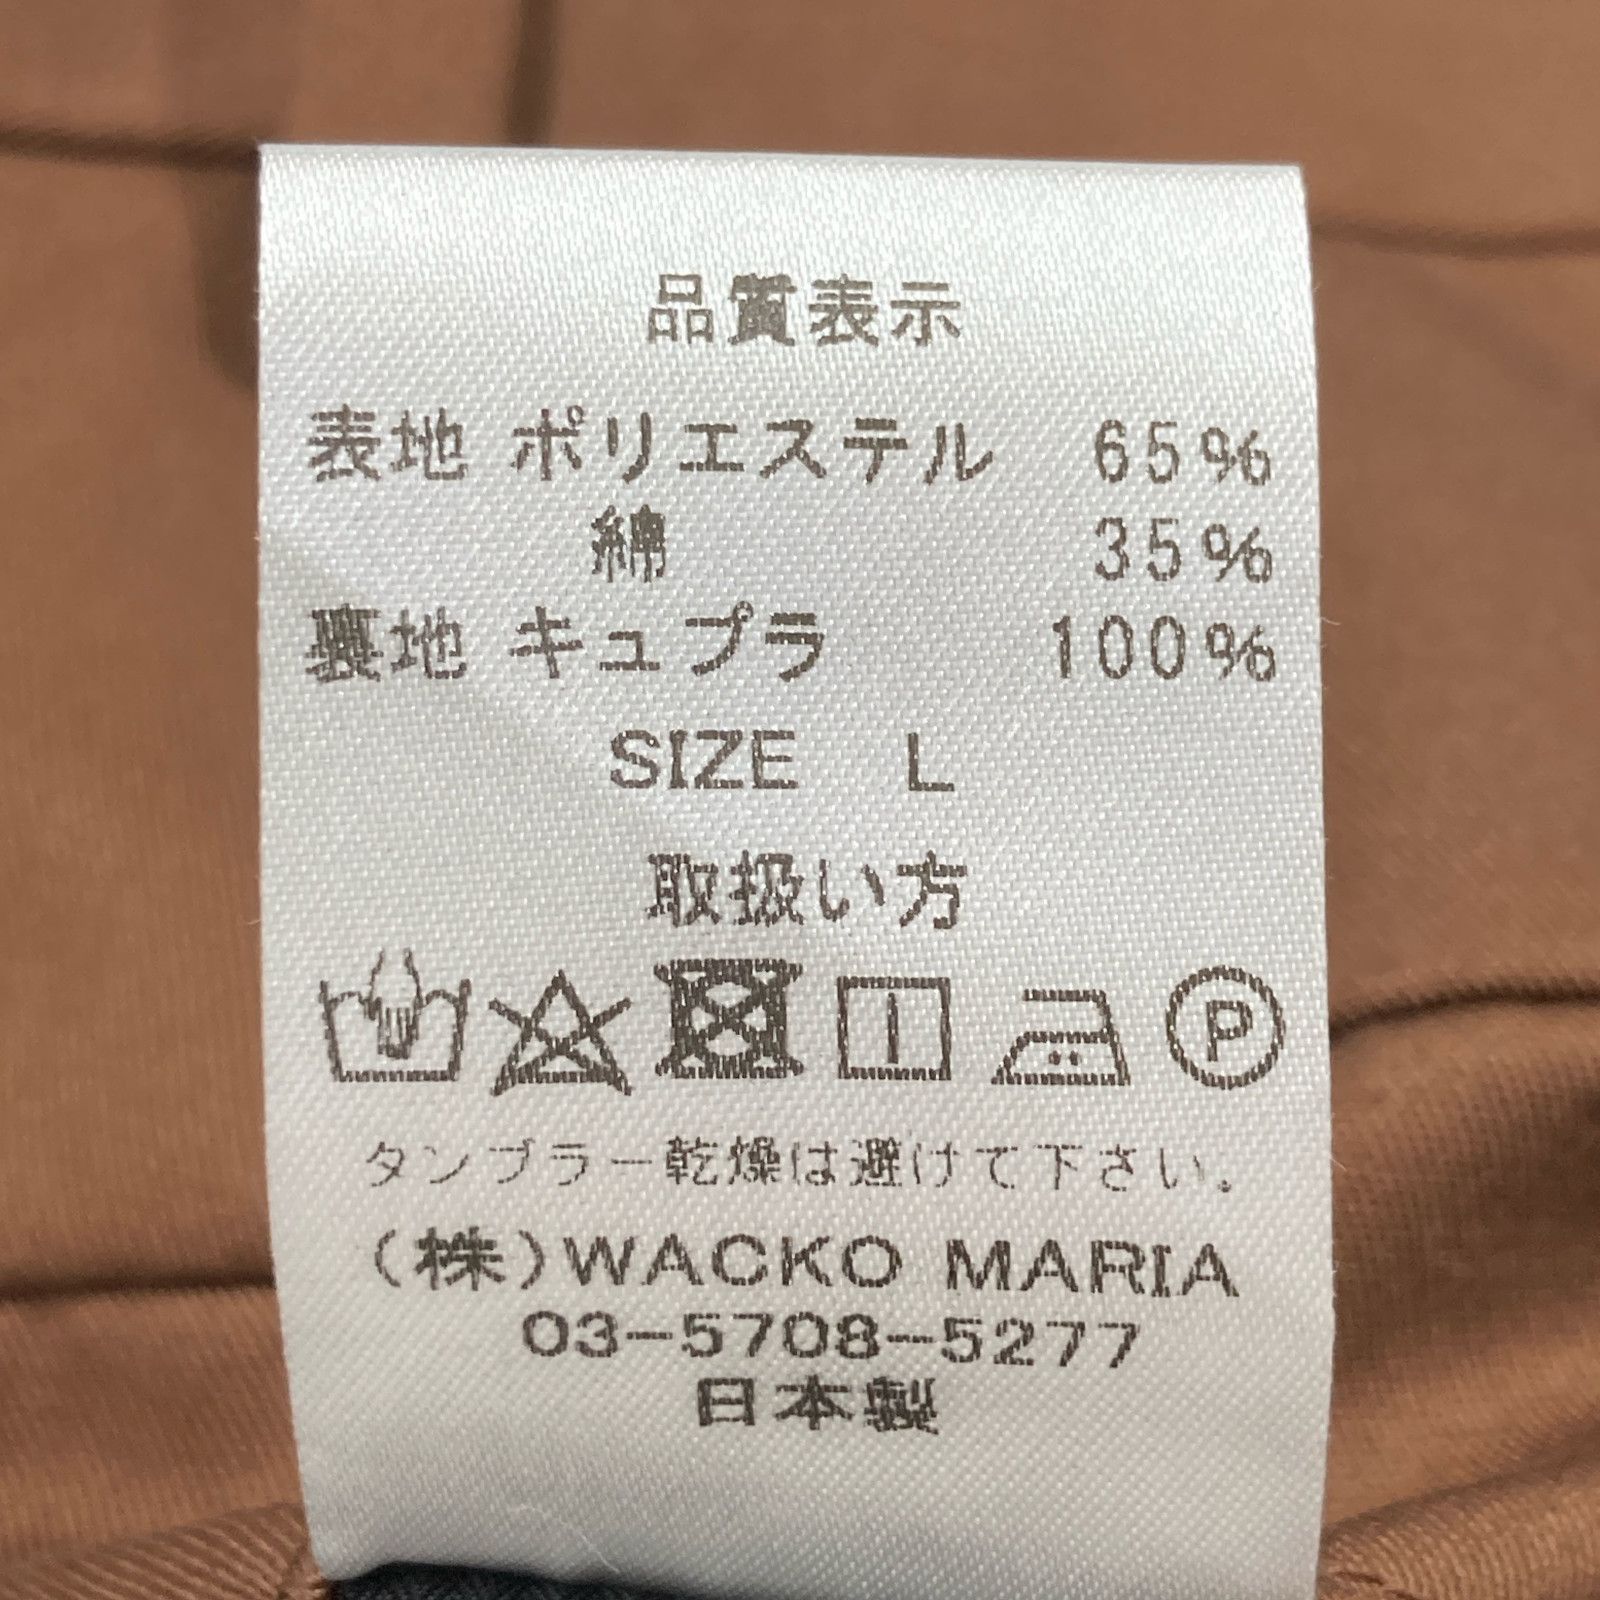 品質表示
表地 ポリエステル 65%
綿 35%
裏地 キュプラ 100%
SIZE L
取扱い方
P
タンブラー乾燥は避けて下さい。
(株)WACKO MARIA
03-5708-5277
日本製